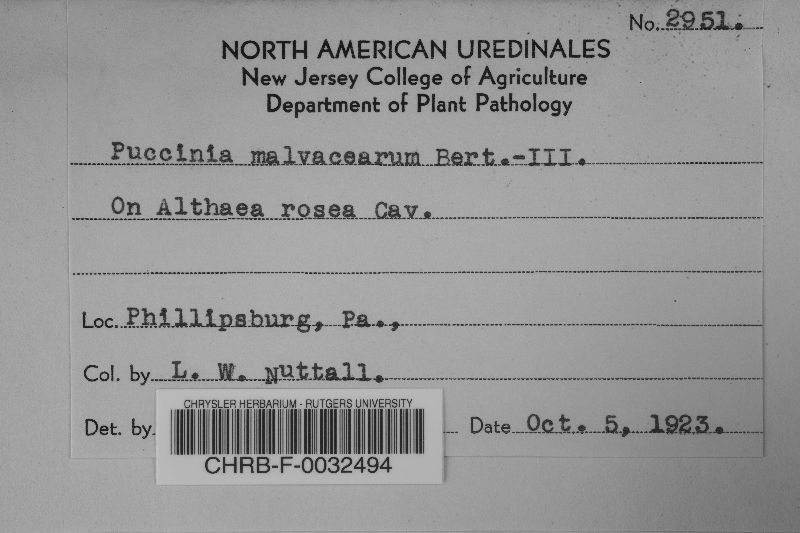 No. 2951.
NORTH AMERICAN UREDINALES
New Jersey College of Agriculture
Department of Plant Pathology
Puccinia malvacearum Bert.-III.
On Althaea rosea Cav.
Loc. Phillipsburg, Pa.,
Col. by L. W. Nuttall.
Det. by Date Oct. 5, 1923.
CHRYSLER HERBARIUM - RUTGERS UNIVERSITY
CHRB-F-0032494